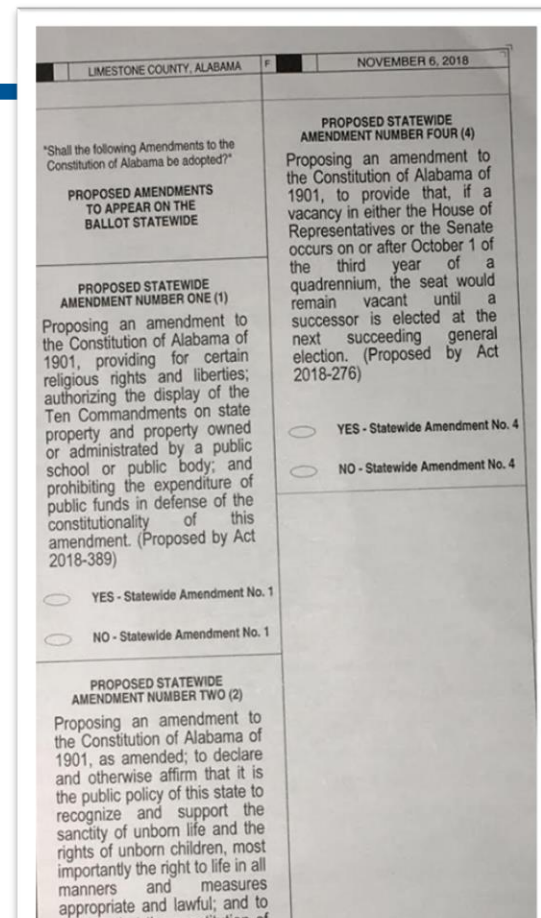 LIMESTONE COUNTY, ALABAMA
F
NOVEMBER 6, 2018
"Shall the following Amendments to the
Constitution of Alabama be adopted?"
PROPOSED AMENDMENTS
TO APPEAR ON THE
BALLOT STATEWIDE
PROPOSED STATEWIDE
AMENDMENT NUMBER ONE (1)
Proposing an amendment to
the Constitution of Alabama of
1901, providing for certain
religious rights and liberties;
authorizing the display of the
Ten Commandments on state
property and property owned
or administrated by a public
school or public body; and
prohibiting the expenditure of
public funds in defense of the
constitutionality of this
amendment. (Proposed by Act
2018-389)
YES - Statewide Amendment No. 1
NO - Statewide Amendment No. 1
PROPOSED STATEWIDE
AMENDMENT NUMBER TWO (2)
Proposing an amendment to
the Constitution of Alabama of
1901, as amended; to declare
and otherwise affirm that it is
the public policy of this state to
recognize and support the
sanctity of unborn life and the
rights of unborn children, most
importantly the right to life in all
manners and measures
appropriate and lawful; and to
PROPOSED STATEWIDE
AMENDMENT NUMBER FOUR (4)
Proposing an amendment to
the Constitution of Alabama of
1901, to provide that, if a
vacancy in either the House of
Representatives or the Senate
occurs on or after October 1 of
the third year of a
quadrennium, the seat would
remain vacant until a
successor is elected at the
next succeeding general
election. (Proposed by Act
2018-276)
YES - Statewide Amendment No. 4
NO - Statewide Amendment No. 4